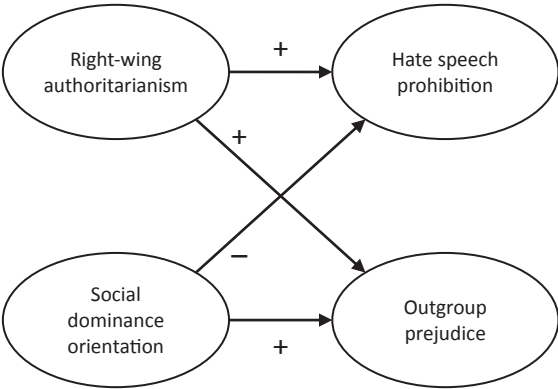 Right-wing
authoritarianism
+
Hate speech
prohibition
+
–
Social
dominance
orientation
+
Outgroup
prejudice